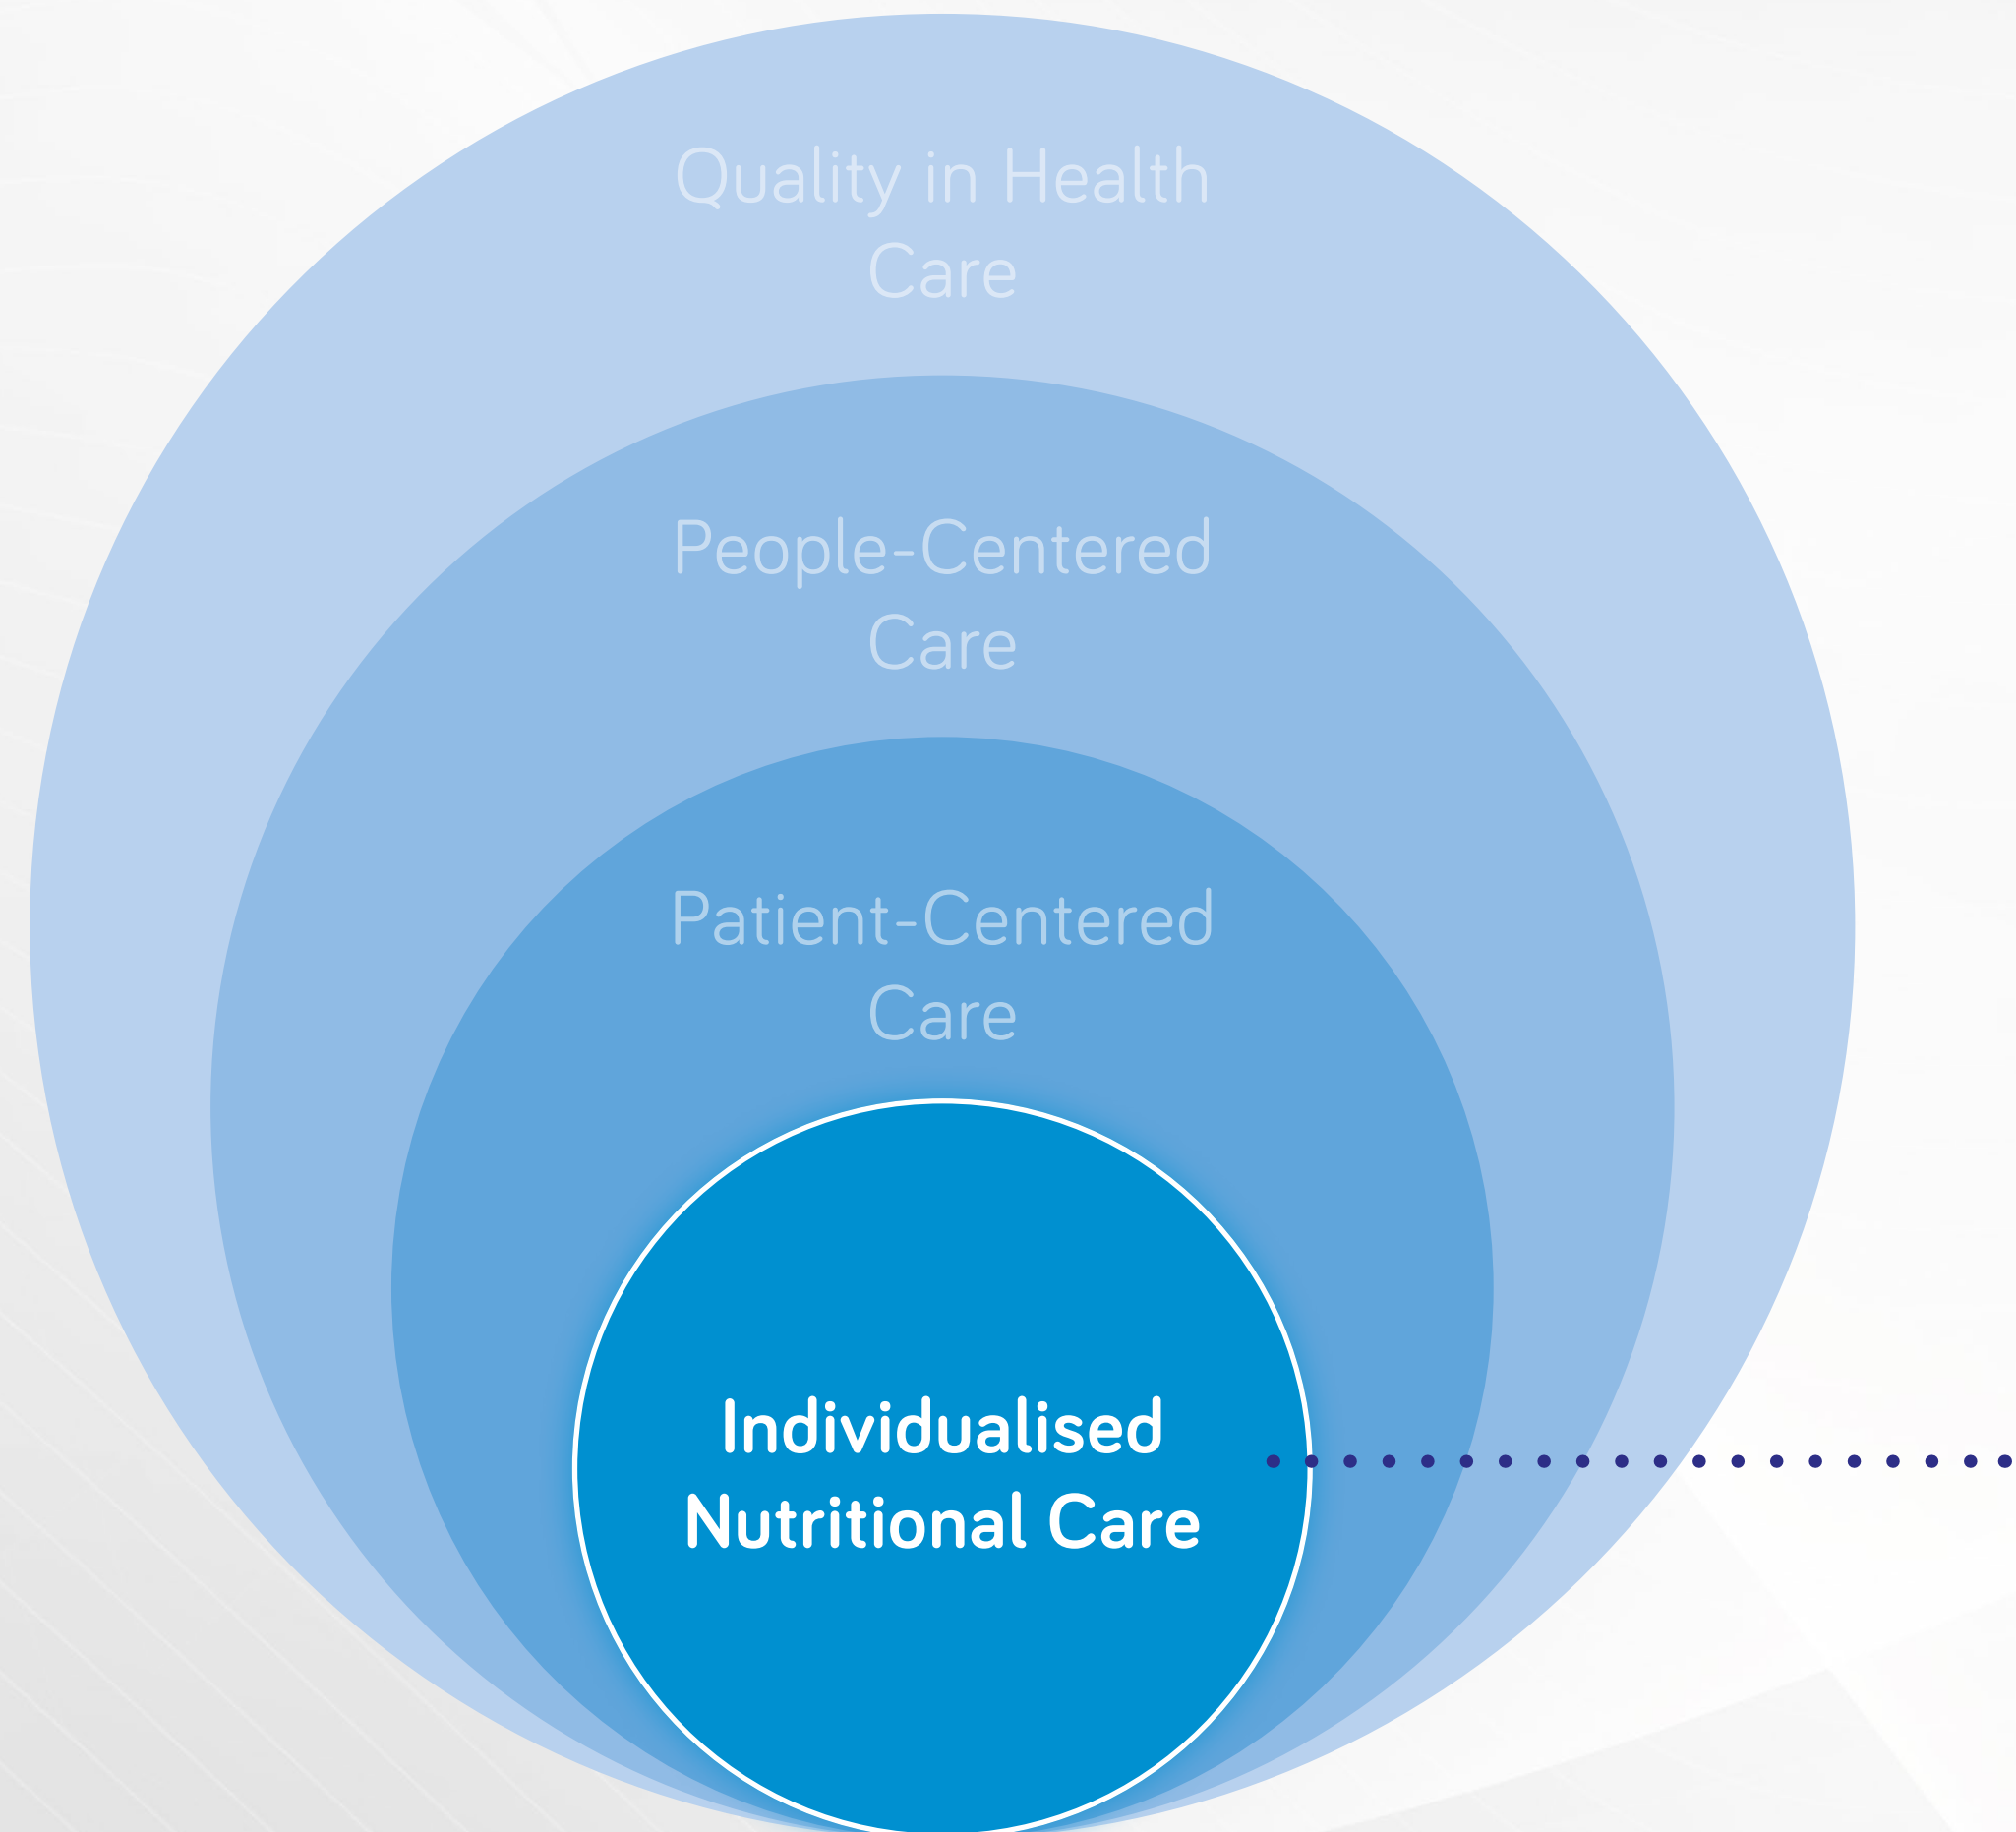 Quality in Health
Care
People-Centered
Care
Patient-Centered
Care
Individualised
Nutritional Care